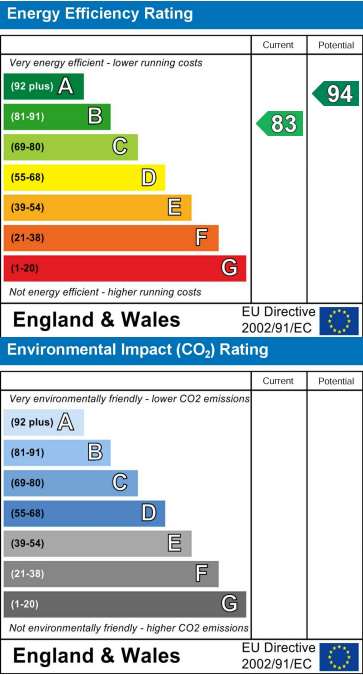 Energy Efficiency Rating
Current Potential
Very energy efficient - lower running costs
(92 plus) A
94
(81-91) B
83
(69-80) C
(55-68) D
(39-54) E
(21-38) F
(1-20) G
Not energy efficient - higher running costs
England & Wales
EU Directive
2002/91/EC
Environmental Impact (CO₂) Rating
Current Potential
Very environmentally friendly - lower CO2 emissions
(92 plus) A
(81-91) B
(69-80) C
(55-68) D
(39-54) E
(21-38) F
(1-20) G
Not environmentally friendly - higher CO2 emissions
England & Wales
EU Directive
2002/91/EC